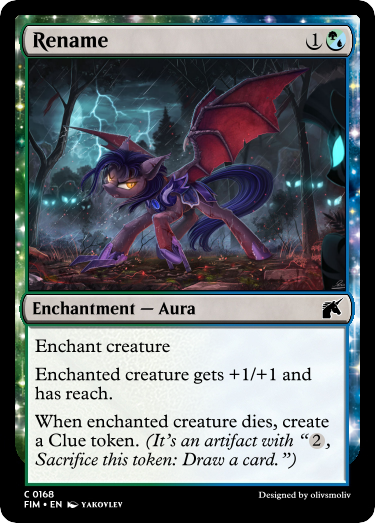 Rename 1
Enchantment — Aura
Enchant creature
Enchanted creature gets +1/+1 and
has reach.
When enchanted creature dies, create
a Clue token. (It's an artifact with “2,
Sacrifice this token: Draw a card.”)
C 0168
FIM • EN YAKOVLEV
Designed by olivsmoliv